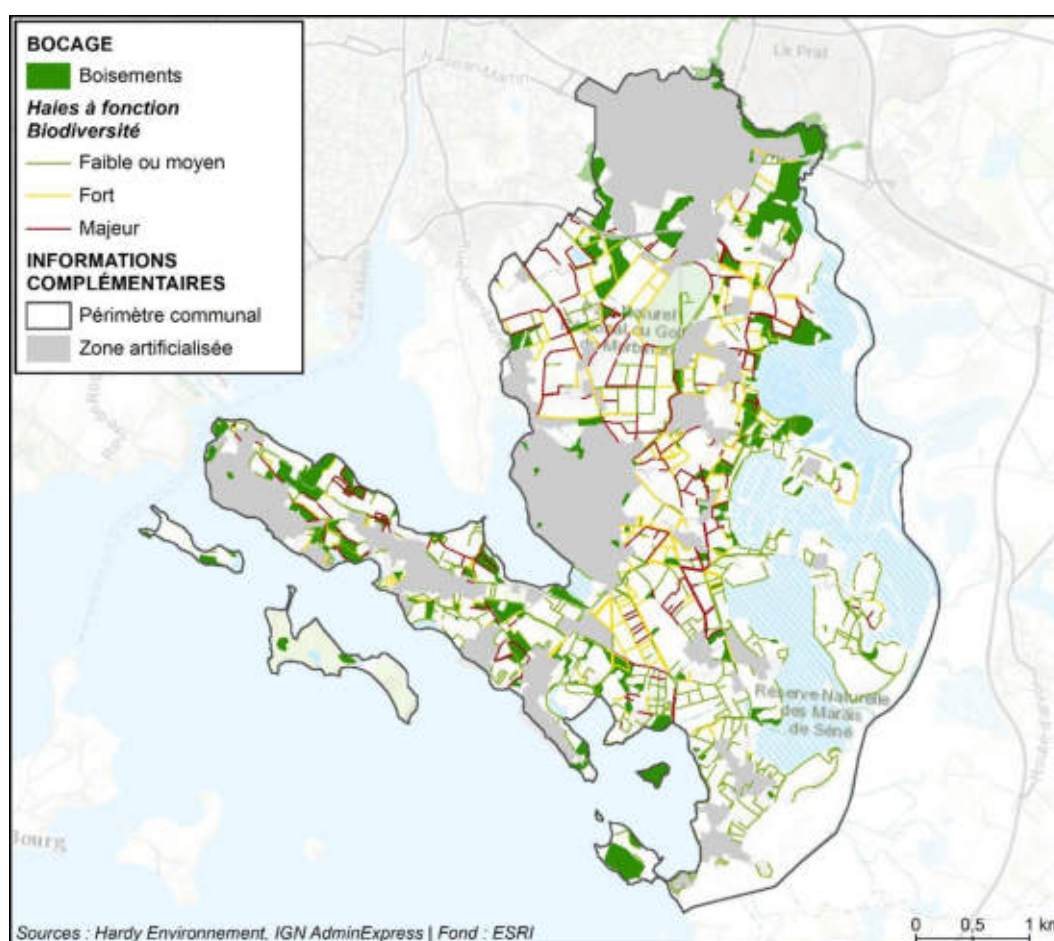 BOCAGE
Boisements
Haies à fonction
Biodiversité
Faible ou moyen
Fort
Majeur
INFORMATIONS
COMPLÉMENTAIRES
Périmètre communal
Zone artificialisée
Le Prat
Réserve Naturelle
des Marais
de Séné
Bourg
0 0,5 1 km
Sources : Hardy Environnement, IGN AdminExpress | Fond : ESRI